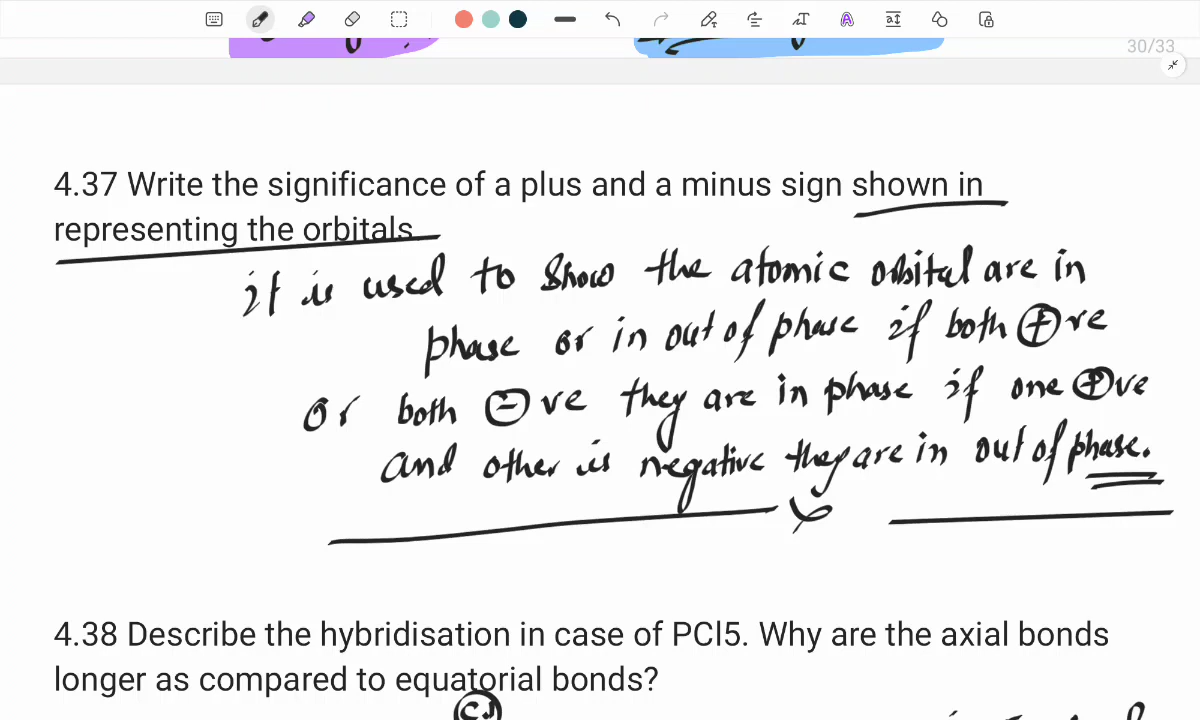 30/33
4.37 Write the significance of a plus and a minus sign shown in
representing the orbitals
it is used to show the atomic orbital are in
phase or in out of phase if both ⊕ve
or both ⊖ve they are in phase if one ⊕ve
and other is negative they are in out of phase.
4.38 Describe the hybridisation in case of PCl5. Why are the axial bonds
longer as compared to equatorial bonds?